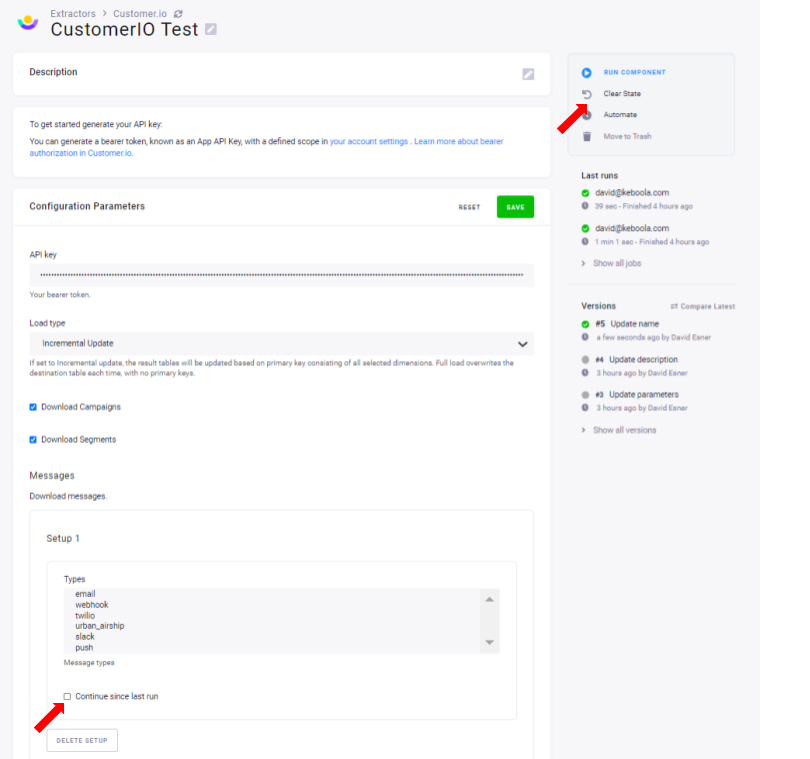 Extractors > Customer.io
CustomerIO Test
Description
To get started generate your API key:
You can generate a bearer token, known as an App API Key, with a defined scope in your account settings . Learn more about bearer
authorization in Customer.io.
Configuration Parameters
RESET
SAVE
API key
Your bearer token.
Load type
Incremental Update
If set to Incremental update, the result tables will be updated based on primary key consisting of all selected dimensions. Full load overwrites the
destination table each time, with no primary keys.
Download Campaigns
Download Segments
Messages
Download messages.
Setup 1
Types
email
webhook
twilio
urban_airship
slack
push
Message types
Continue since last run
DELETE SETUP
RUN COMPONENT
Clear State
Automate
Move to Trash
Last runs
david@keboola.com
39 sec - Finished 4 hours ago
david@keboola.com
1 min 1 sec - Finished 4 hours ago
> Show all jobs
Versions
Compare Latest
#5 Update name
a few seconds ago by David Esner
#4 Update description
3 hours ago by David Esner
#3 Update parameters
3 hours ago by David Esner
> Show all versions